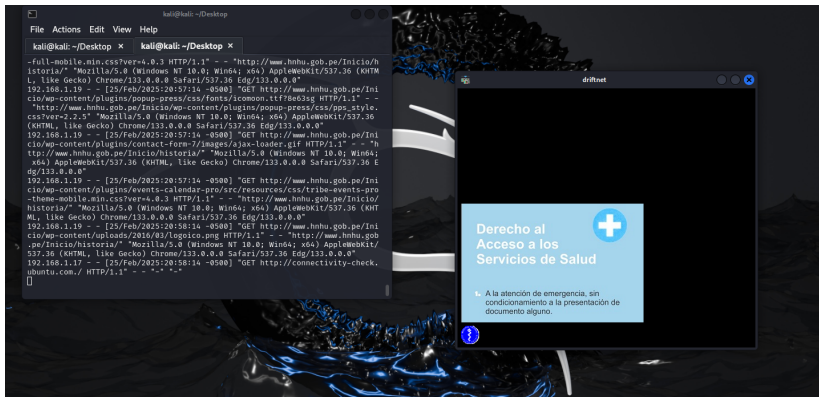 kali@kali: ~/Desktop
File Actions Edit View Help
kali@kali: ~/Desktop × kali@kali: ~/Desktop ×
-full-mobile.min.css?ver=4.0.3 HTTP/1.1" - - "http://www.hnhu.gob.pe/Inicio/h
istoria/" "Mozilla/5.0 (Windows NT 10.0; Win64; x64) AppleWebKit/537.36 (KHTM
L, like Gecko) Chrome/133.0.0.0 Safari/537.36 Edg/133.0.0.0"
192.168.1.19 - - [25/Feb/2025:20:57:14 -0500] "GET http://www.hnhu.gob.pe/Ini
cio/wp-content/plugins/popup-press/css/fonts/icomoon.ttf?8e63sg HTTP/1.1" - -
"http://www.hnhu.gob.pe/Inicio/wp-content/plugins/popup-press/css/pps_style.
css?ver=2.2.5" "Mozilla/5.0 (Windows NT 10.0; Win64; x64) AppleWebKit/537.36
(KHTML, like Gecko) Chrome/133.0.0.0 Safari/537.36 Edg/133.0.0.0"
192.168.1.19 - - [25/Feb/2025:20:57:14 -0500] "GET http://www.hnhu.gob.pe/Ini
cio/wp-content/plugins/contact-form-7/images/ajax-loader.gif HTTP/1.1" - - "h
ttp://www.hnhu.gob.pe/Inicio/historia/" "Mozilla/5.0 (Windows NT 10.0; Win64;
x64) AppleWebKit/537.36 (KHTML, like Gecko) Chrome/133.0.0.0 Safari/537.36 E
dg/133.0.0.0"
192.168.1.19 - - [25/Feb/2025:20:57:14 -0500] "GET http://www.hnhu.gob.pe/Ini
cio/wp-content/plugins/events-calendar-pro/src/resources/css/tribe-events-pro
-theme-mobile.min.css?ver=4.0.3 HTTP/1.1" - - "http://www.hnhu.gob.pe/Inicio/
historia/" "Mozilla/5.0 (Windows NT 10.0; Win64; x64) AppleWebKit/537.36 (KHT
ML, like Gecko) Chrome/133.0.0.0 Safari/537.36 Edg/133.0.0.0"
192.168.1.19 - - [25/Feb/2025:20:58:14 -0500] "GET http://www.hnhu.gob.pe/Ini
cio/wp-content/uploads/2016/03/logoico.png HTTP/1.1" - - "http://www.hnhu.gob
.pe/Inicio/historia/" "Mozilla/5.0 (Windows NT 10.0; Win64; x64) AppleWebKit/
537.36 (KHTML, like Gecko) Chrome/133.0.0.0 Safari/537.36 Edg/133.0.0.0"
192.168.1.17 - - [25/Feb/2025:20:58:14 -0500] "GET http://connectivity-check.
ubuntu.com./ HTTP/1.1" - - "-" "-"
driftnet
Derecho al
Acceso a los
Servicios de Salud
1. A la atención de emergencia, sin
condicionamiento a la presentación de
documento alguno.